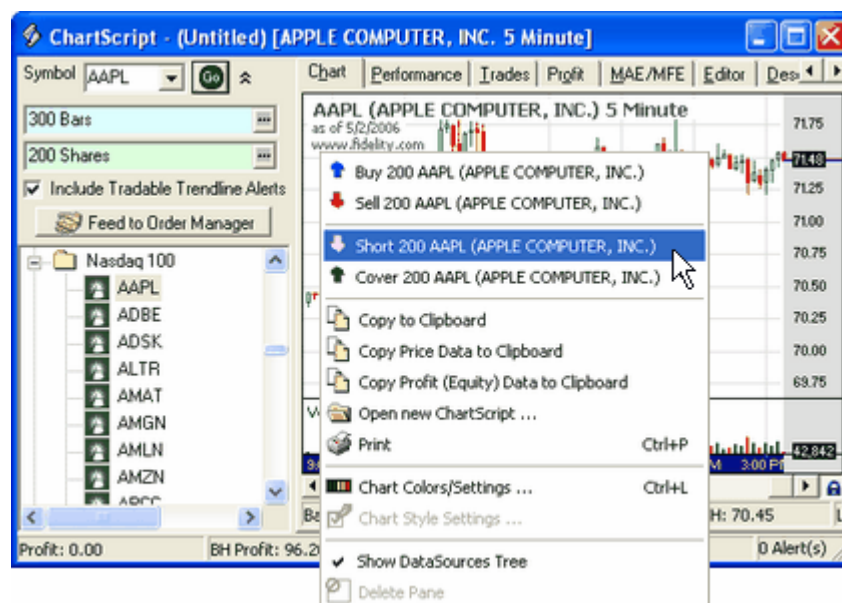 ChartScript - (Untitled) [APPLE COMPUTER, INC. 5 Minute]
Symbol AAPL Go
Chart Performance Trades Profit MAE/MFE Editor
300 Bars
200 Shares
Include Tradable Trendline Alerts
Feed to Order Manager
Nasdaq 100
AAPL
ADBE
ADSK
ALTR
AMAT
AMGN
AMLN
AMZN
AAPL (APPLE COMPUTER, INC.) 5 Minute
as of 5/2/2006
www.fidelity.com
71.75
71.48
71.25
71.00
70.75
70.50
70.25
70.00
69.75
42,842
3:00 P
Buy 200 AAPL (APPLE COMPUTER, INC.)
Sell 200 AAPL (APPLE COMPUTER, INC.)
Short 200 AAPL (APPLE COMPUTER, INC.)
Cover 200 AAPL (APPLE COMPUTER, INC.)
Copy to Clipboard
Copy Price Data to Clipboard
Copy Profit (Equity) Data to Clipboard
Open new ChartScript ...
Print Ctrl+P
Chart Colors/Settings ... Ctrl+L
Chart Style Settings ...
Show DataSources Tree
Delete Pane
H: 70.45
Profit: 0.00 BH Profit: 96.2 0 Alert(s)